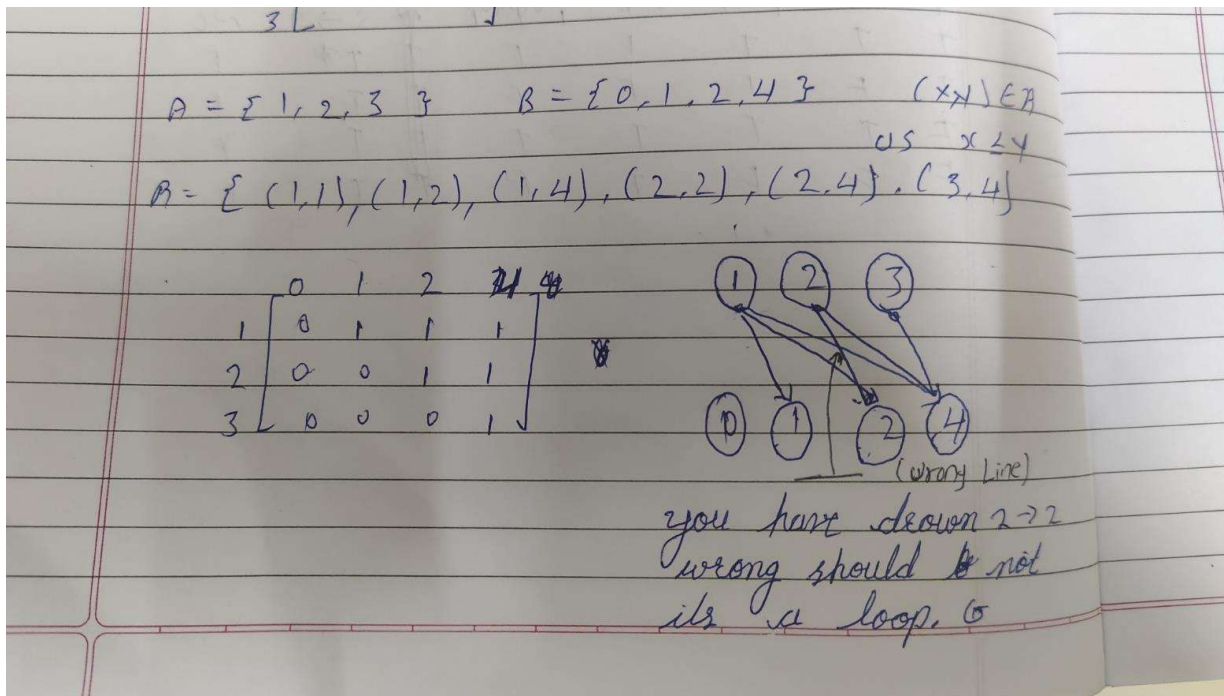 3
A = { 1, 2, 3 } B = { 0, 1, 2, 4 } (x,y) ∈ A
as x ≤ y
R = { (1,1), (1,2), (1,4), (2,2), (2,4), (3,4}
0 1 2 4
1 0 1 1 1
2 0 0 1 1
3 0 0 0 1
1 2 3
0 1 2 4
(wrong Line)
you have drown 2→2
wrong should not
its a loop.